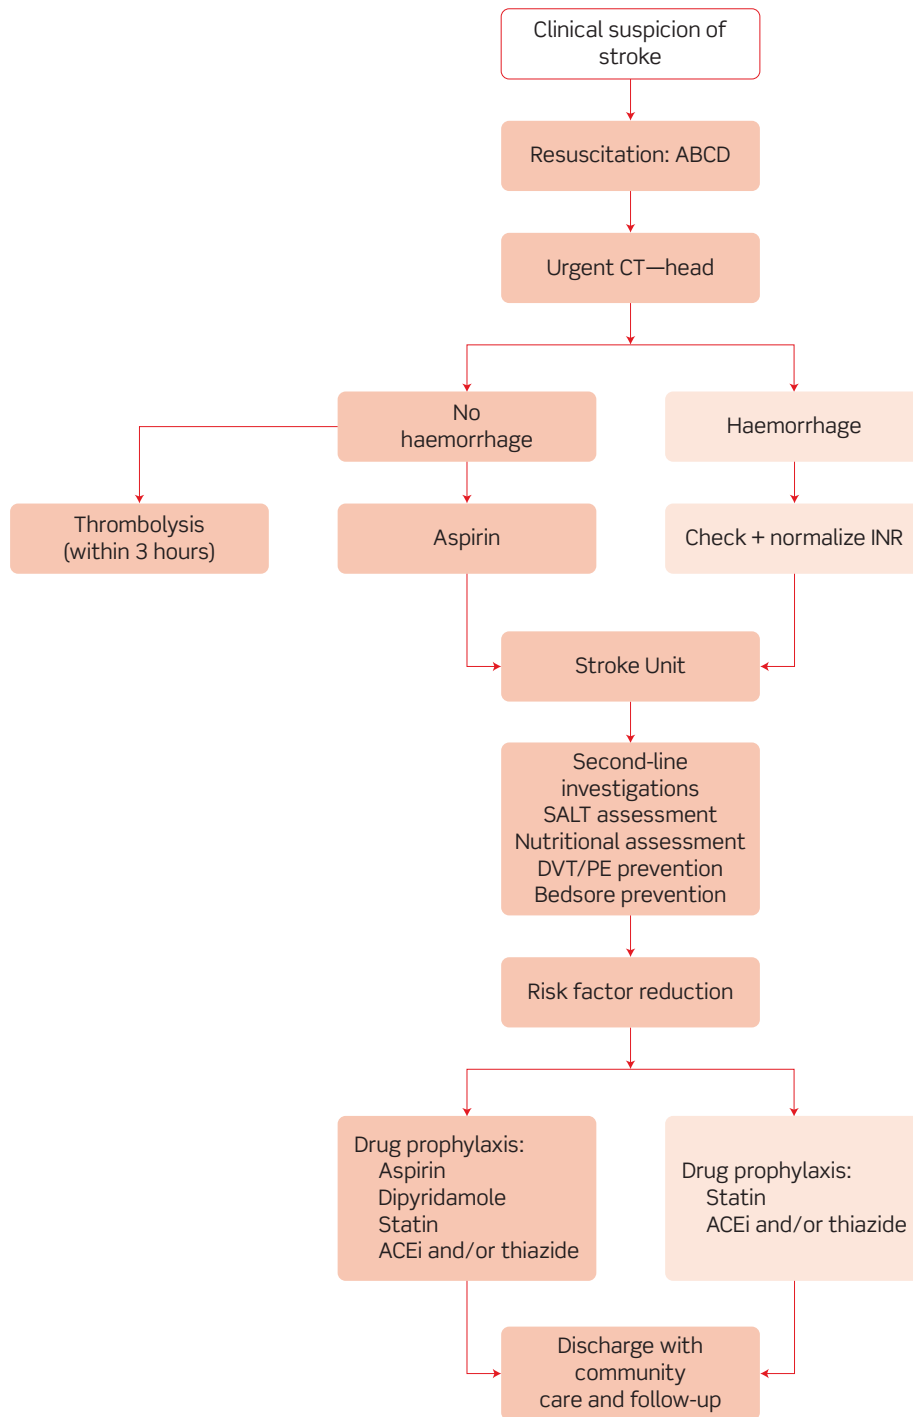 Clinical suspicion of
stroke
Resuscitation: ABCD
Urgent CT—head
No
haemorrhage
Haemorrhage
Thrombolysis
(within 3 hours)
Aspirin
Check + normalize INR
Stroke Unit
Second-line
investigations
SALT assessment
Nutritional assessment
DVT/PE prevention
Bedsore prevention
Risk factor reduction
Drug prophylaxis:
Aspirin
Dipyridamole
Statin
ACEi and/or thiazide
Drug prophylaxis:
Statin
ACEi and/or thiazide
Discharge with
community
care and follow-up